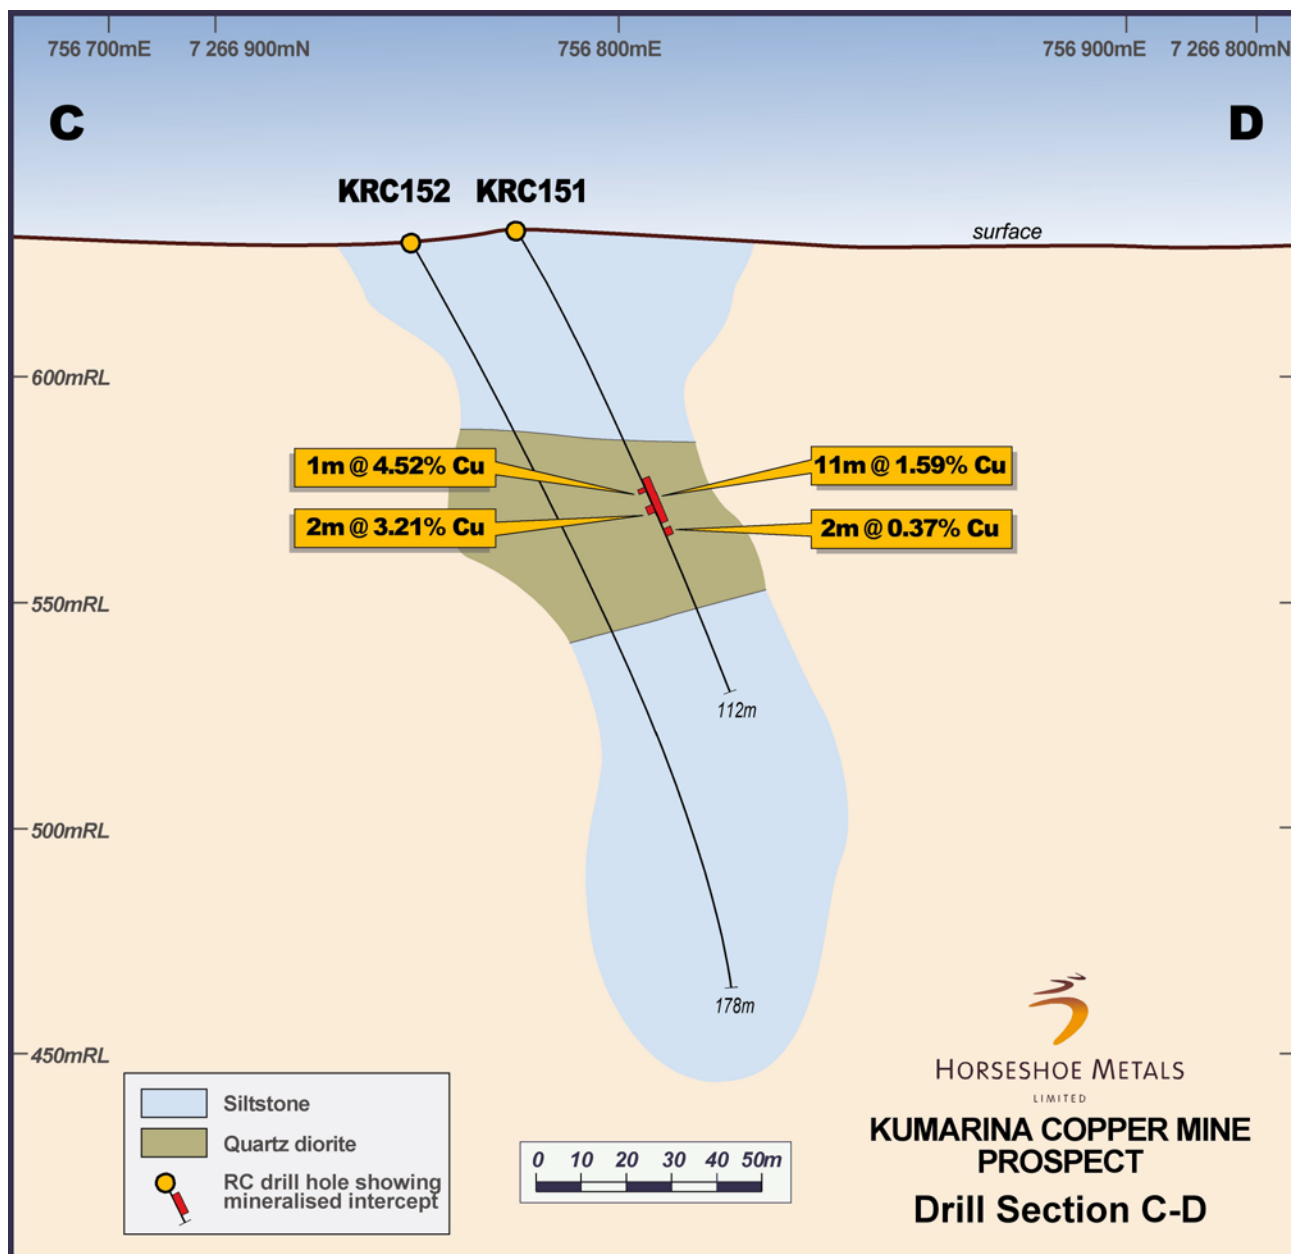 756 700mE 7 266 900mN 756 800mE 756 900mE 7 266 800mN
C D
KRC152 KRC151
surface
600mRL
1m @ 4.52% Cu
11m @ 1.59% Cu
2m @ 3.21% Cu
2m @ 0.37% Cu
550mRL
112m
500mRL
178m
450mRL
Siltstone
Quartz diorite
RC drill hole showing
mineralised intercept
0 10 20 30 40 50m
HORSESHOE METALS
LIMITED
KUMARINA COPPER MINE
PROSPECT
Drill Section C-D